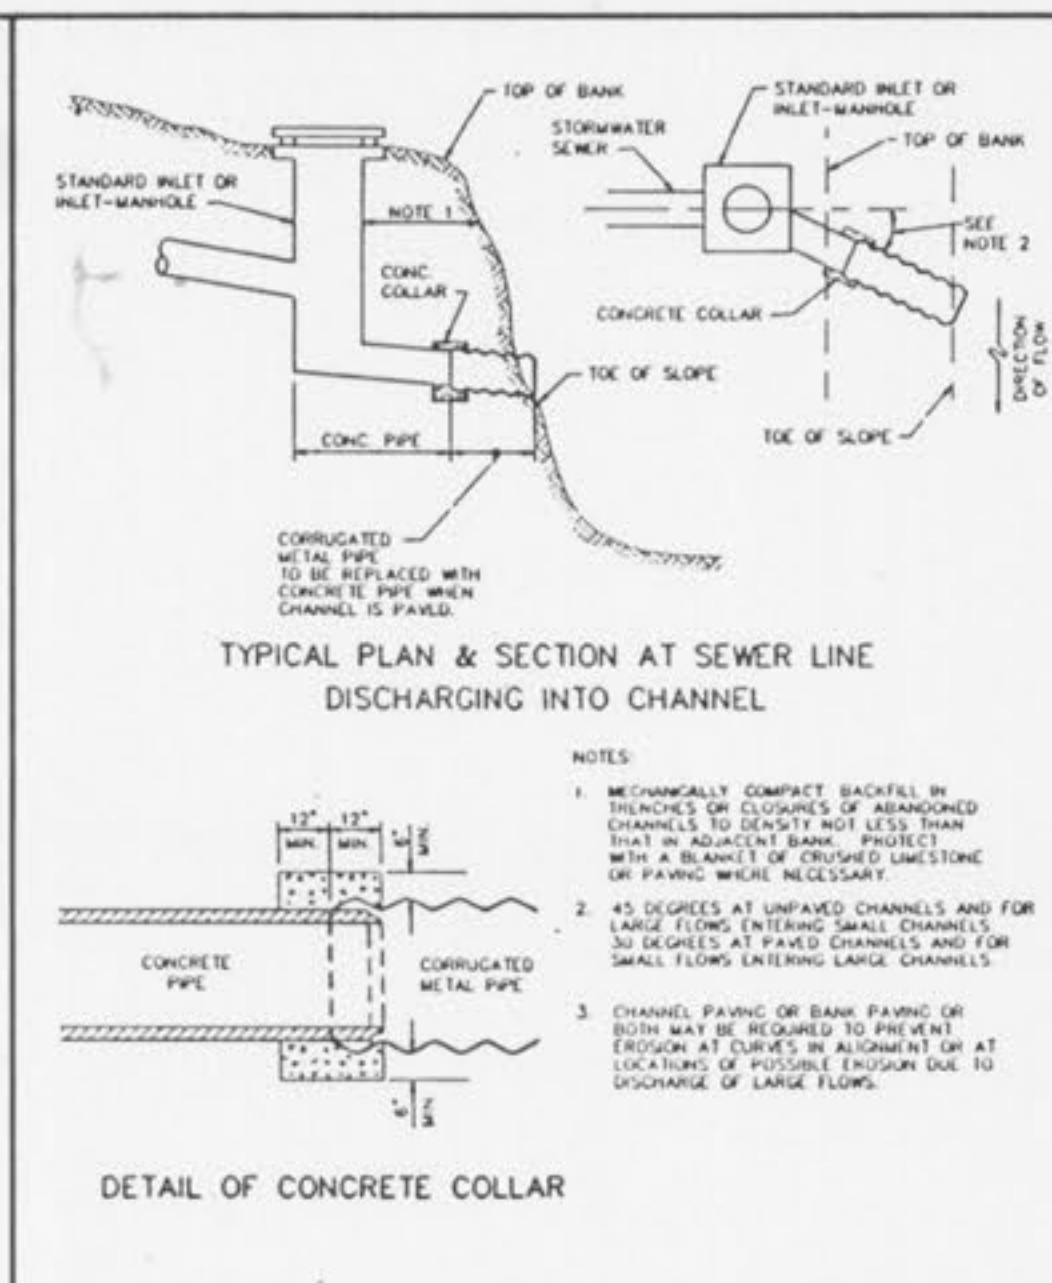 TOP OF BANK
STANDARD INLET OR
INLET-MANHOLE
STORMWATER
SEWER
TOP OF BANK
STANDARD INLET OR
INLET-MANHOLE
NOTE 1
SEE
NOTE 2
CONC.
COLLAR
CONCRETE COLLAR
DIRECTION
OF FLOW
TOE OF SLOPE
TOE OF SLOPE
CONC. PIPE
CORRUGATED
METAL PIPE
TO BE REPLACED WITH
CONCRETE PIPE WHEN
CHANNEL IS PAVED.
TYPICAL PLAN & SECTION AT SEWER LINE
DISCHARGING INTO CHANNEL
NOTES:
1. MECHANICALLY COMPACT BACKFILL IN
TRENCHES OR CLOSURES OF ABANDONED
CHANNELS TO DENSITY NOT LESS THAN
THAT IN ADJACENT BANK. PROTECT
WITH A BLANKET OF CRUSHED LIMESTONE
OR PAVING WHERE NECESSARY.
2. 45 DEGREES AT UNPAVED CHANNELS AND FOR
LARGE FLOWS ENTERING SMALL CHANNELS
30 DEGREES AT PAVED CHANNELS AND FOR
SMALL FLOWS ENTERING LARGE CHANNELS.
3. CHANNEL PAVING OR BANK PAVING OR
BOTH MAY BE REQUIRED TO PREVENT
EROSION AT CURVES IN ALIGNMENT OR AT
LOCATIONS OF POSSIBLE EROSION DUE TO
DISCHARGE OF LARGE FLOWS.
12" 12"
MIN. MIN.
6"
MIN.
CONCRETE
PIPE
CORRUGATED
METAL PIPE
6"
MIN.
DETAIL OF CONCRETE COLLAR